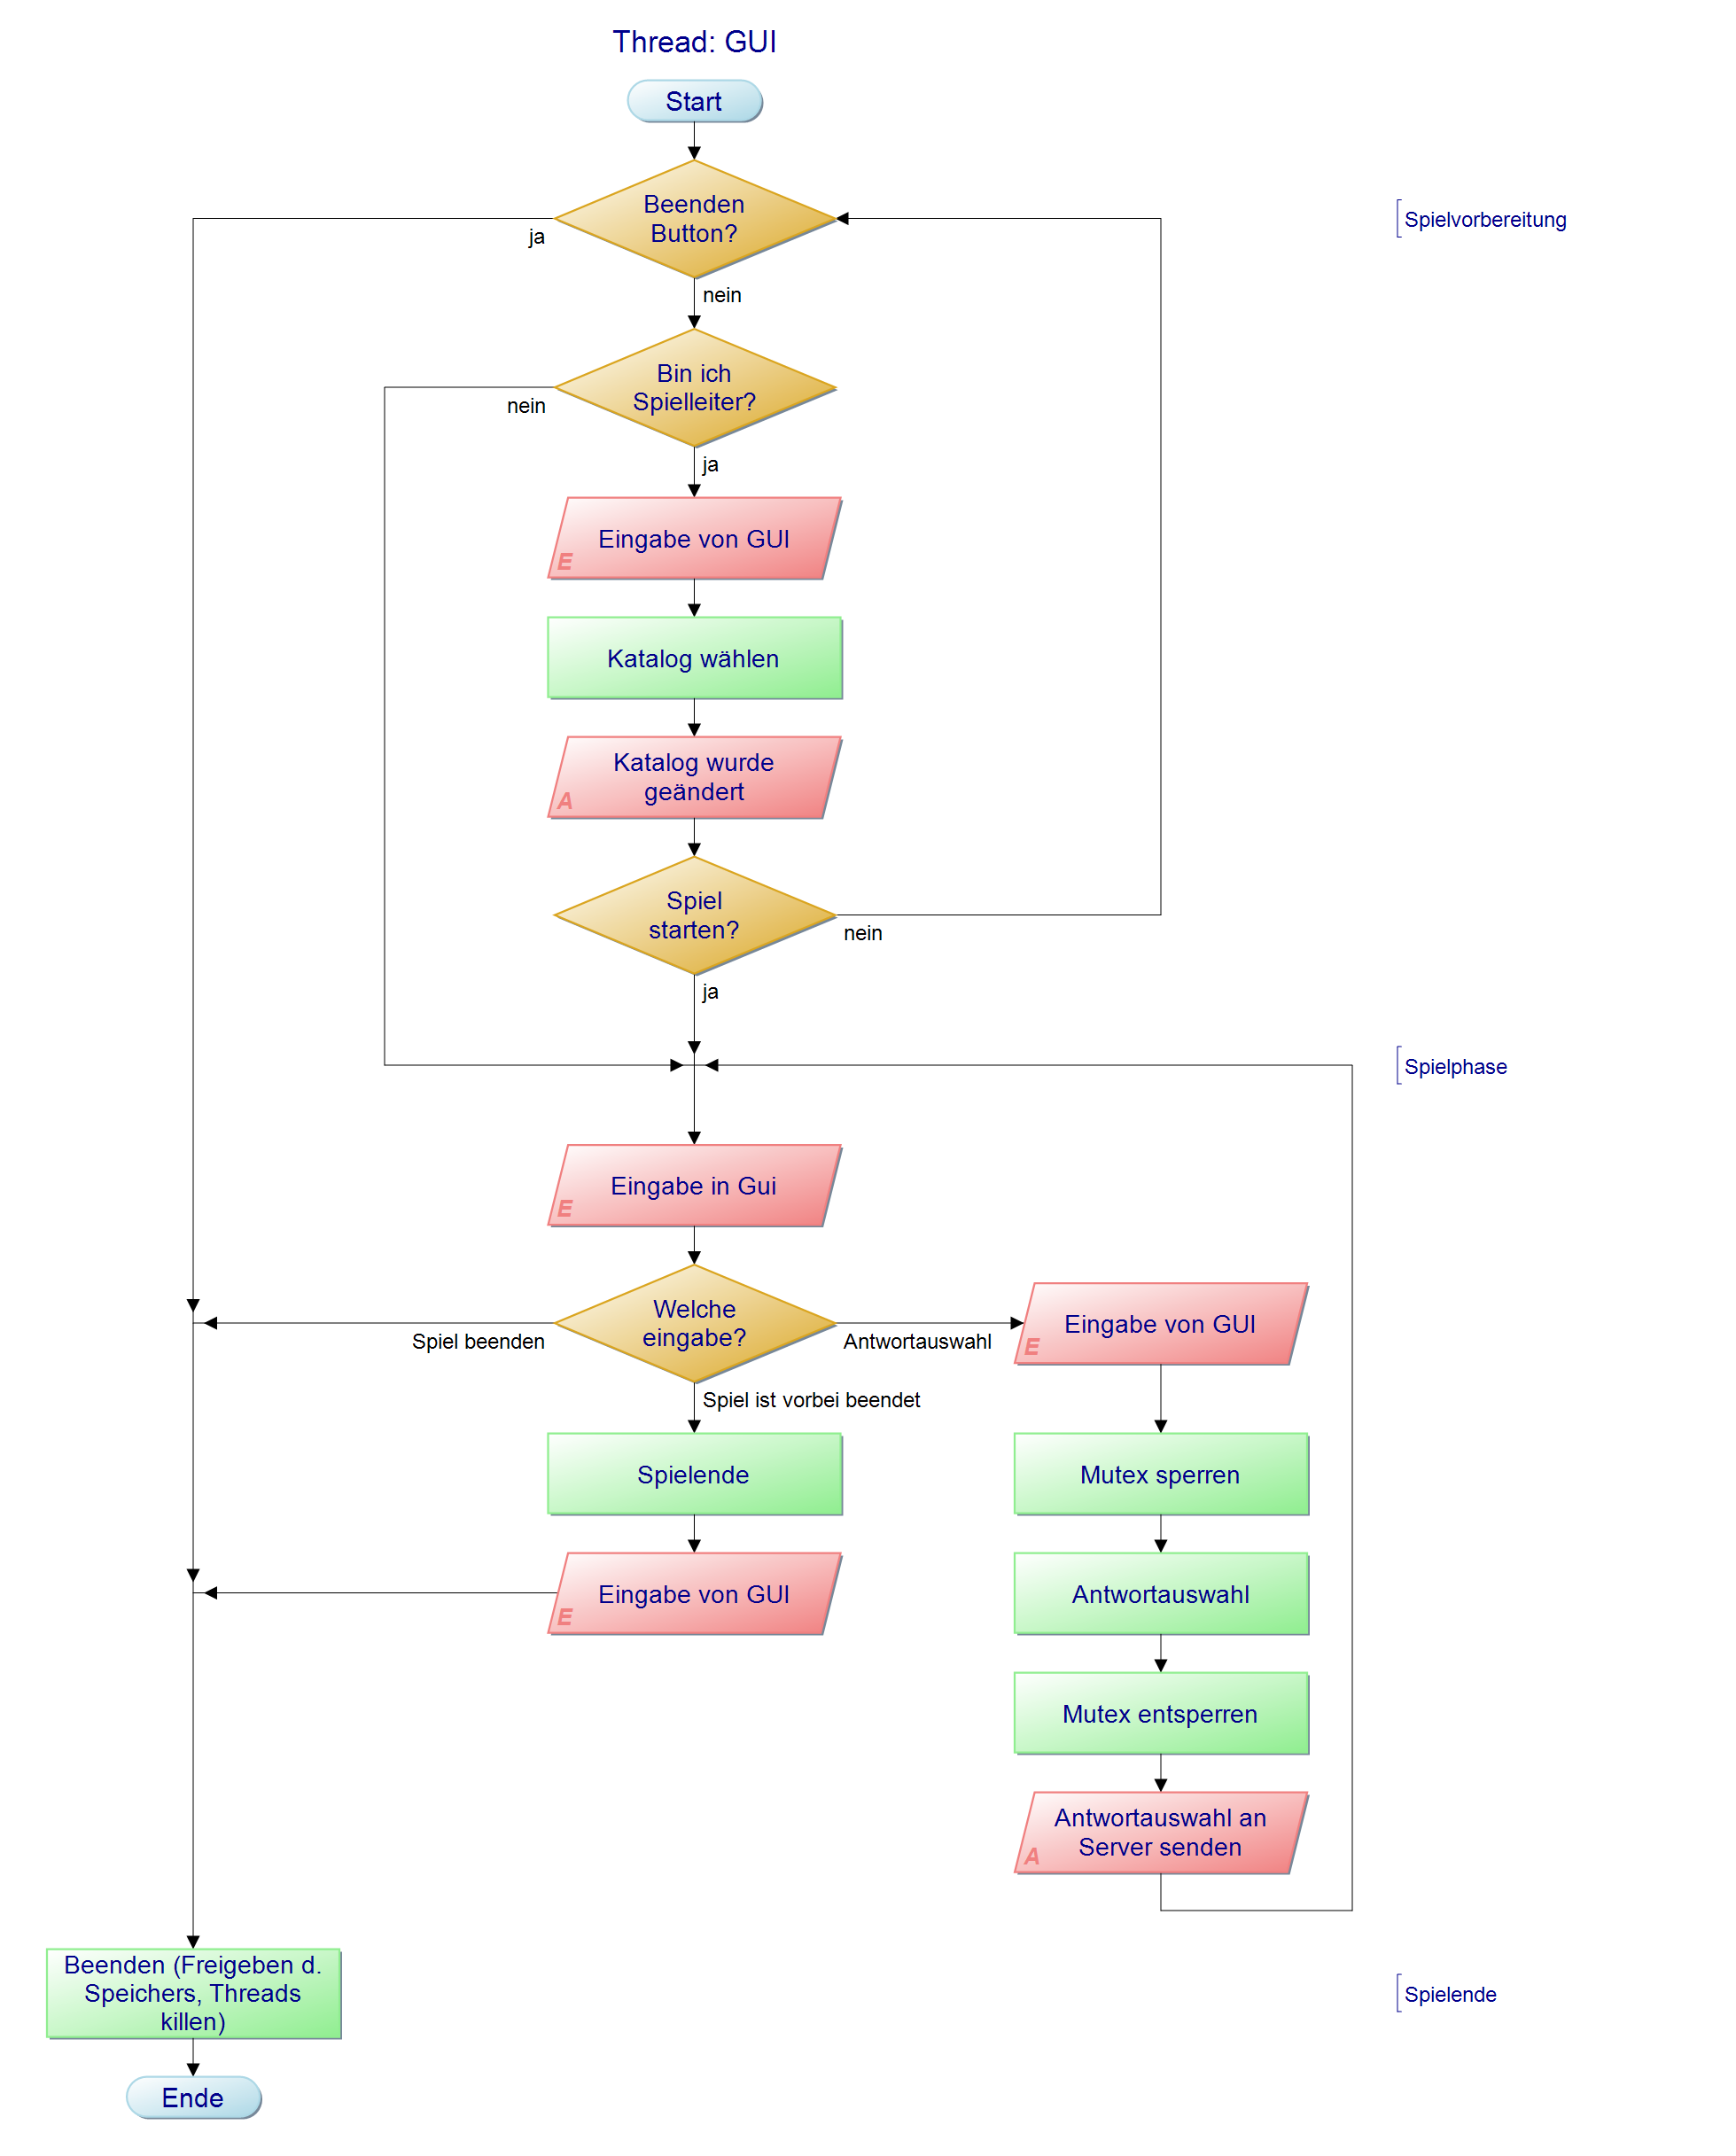 Thread: GUI
Start
Beenden
Button?
ja
nein
Spielvorbereitung
Bin ich
Spielleiter?
nein
ja
Eingabe von GUI
E
Katalog wählen
Katalog wurde
geändert
A
Spiel
starten?
nein
ja
Spielphase
Eingabe in Gui
E
Welche
eingabe?
Spiel beenden
Antwortauswahl
Spiel ist vorbei beendet
Eingabe von GUI
E
Spielende
Mutex sperren
Eingabe von GUI
E
Antwortauswahl
Mutex entsperren
Antwortauswahl an
Server senden
A
Beenden (Freigeben d.
Speichers, Threads
killen)
Spielende
Ende